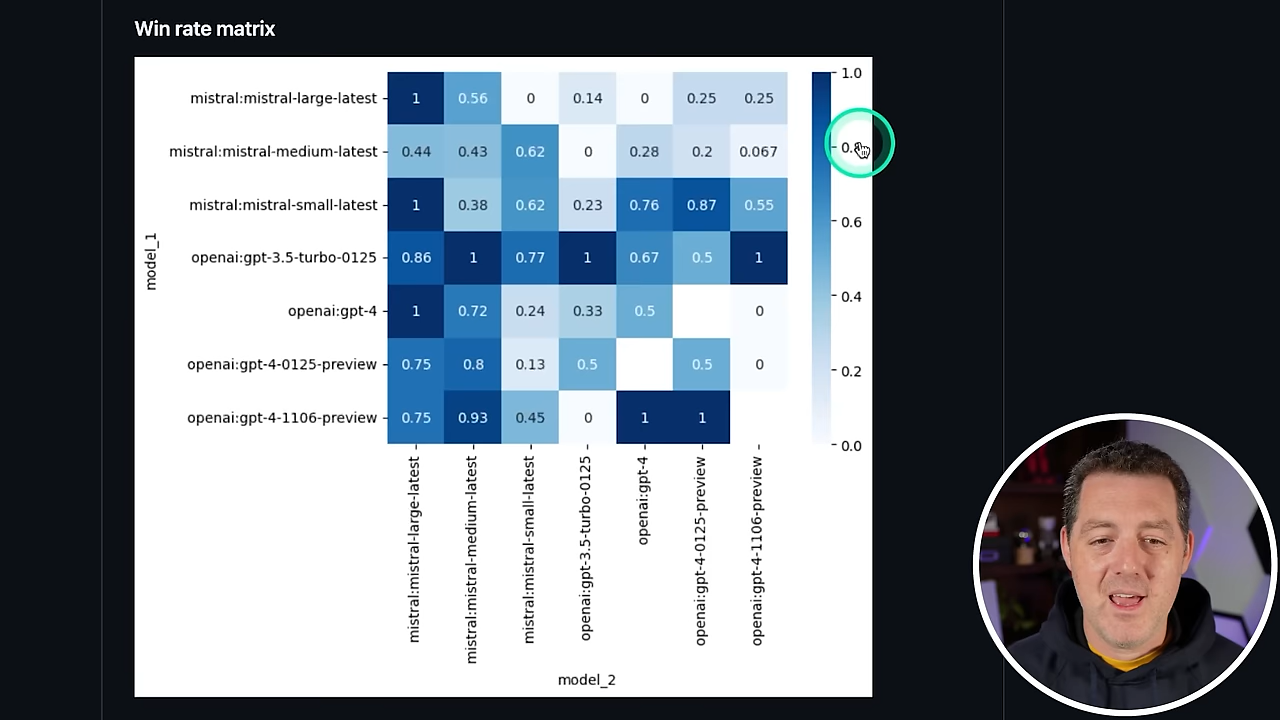 Win rate matrix
mistral:mistral-large-latest 1 0.56 0 0.14 0 0.25 0.25
mistral:mistral-medium-latest 0.44 0.43 0.62 0 0.28 0.2 0.067
mistral:mistral-small-latest 1 0.38 0.62 0.23 0.76 0.87 0.55
openai:gpt-3.5-turbo-0125 0.86 1 0.77 1 0.67 0.5 1
openai:gpt-4 1 0.72 0.24 0.33 0.5 0
openai:gpt-4-0125-preview 0.75 0.8 0.13 0.5 0.5 0
openai:gpt-4-1106-preview 0.75 0.93 0.45 0 1 1
model_1
1.0
0.6
0.4
0.2
0.0
mistral:mistral-large-latest
mistral:mistral-medium-latest
mistral:mistral-small-latest
openai:gpt-3.5-turbo-0125
openai:gpt-4
openai:gpt-4-0125-preview
openai:gpt-4-1106-preview
model_2